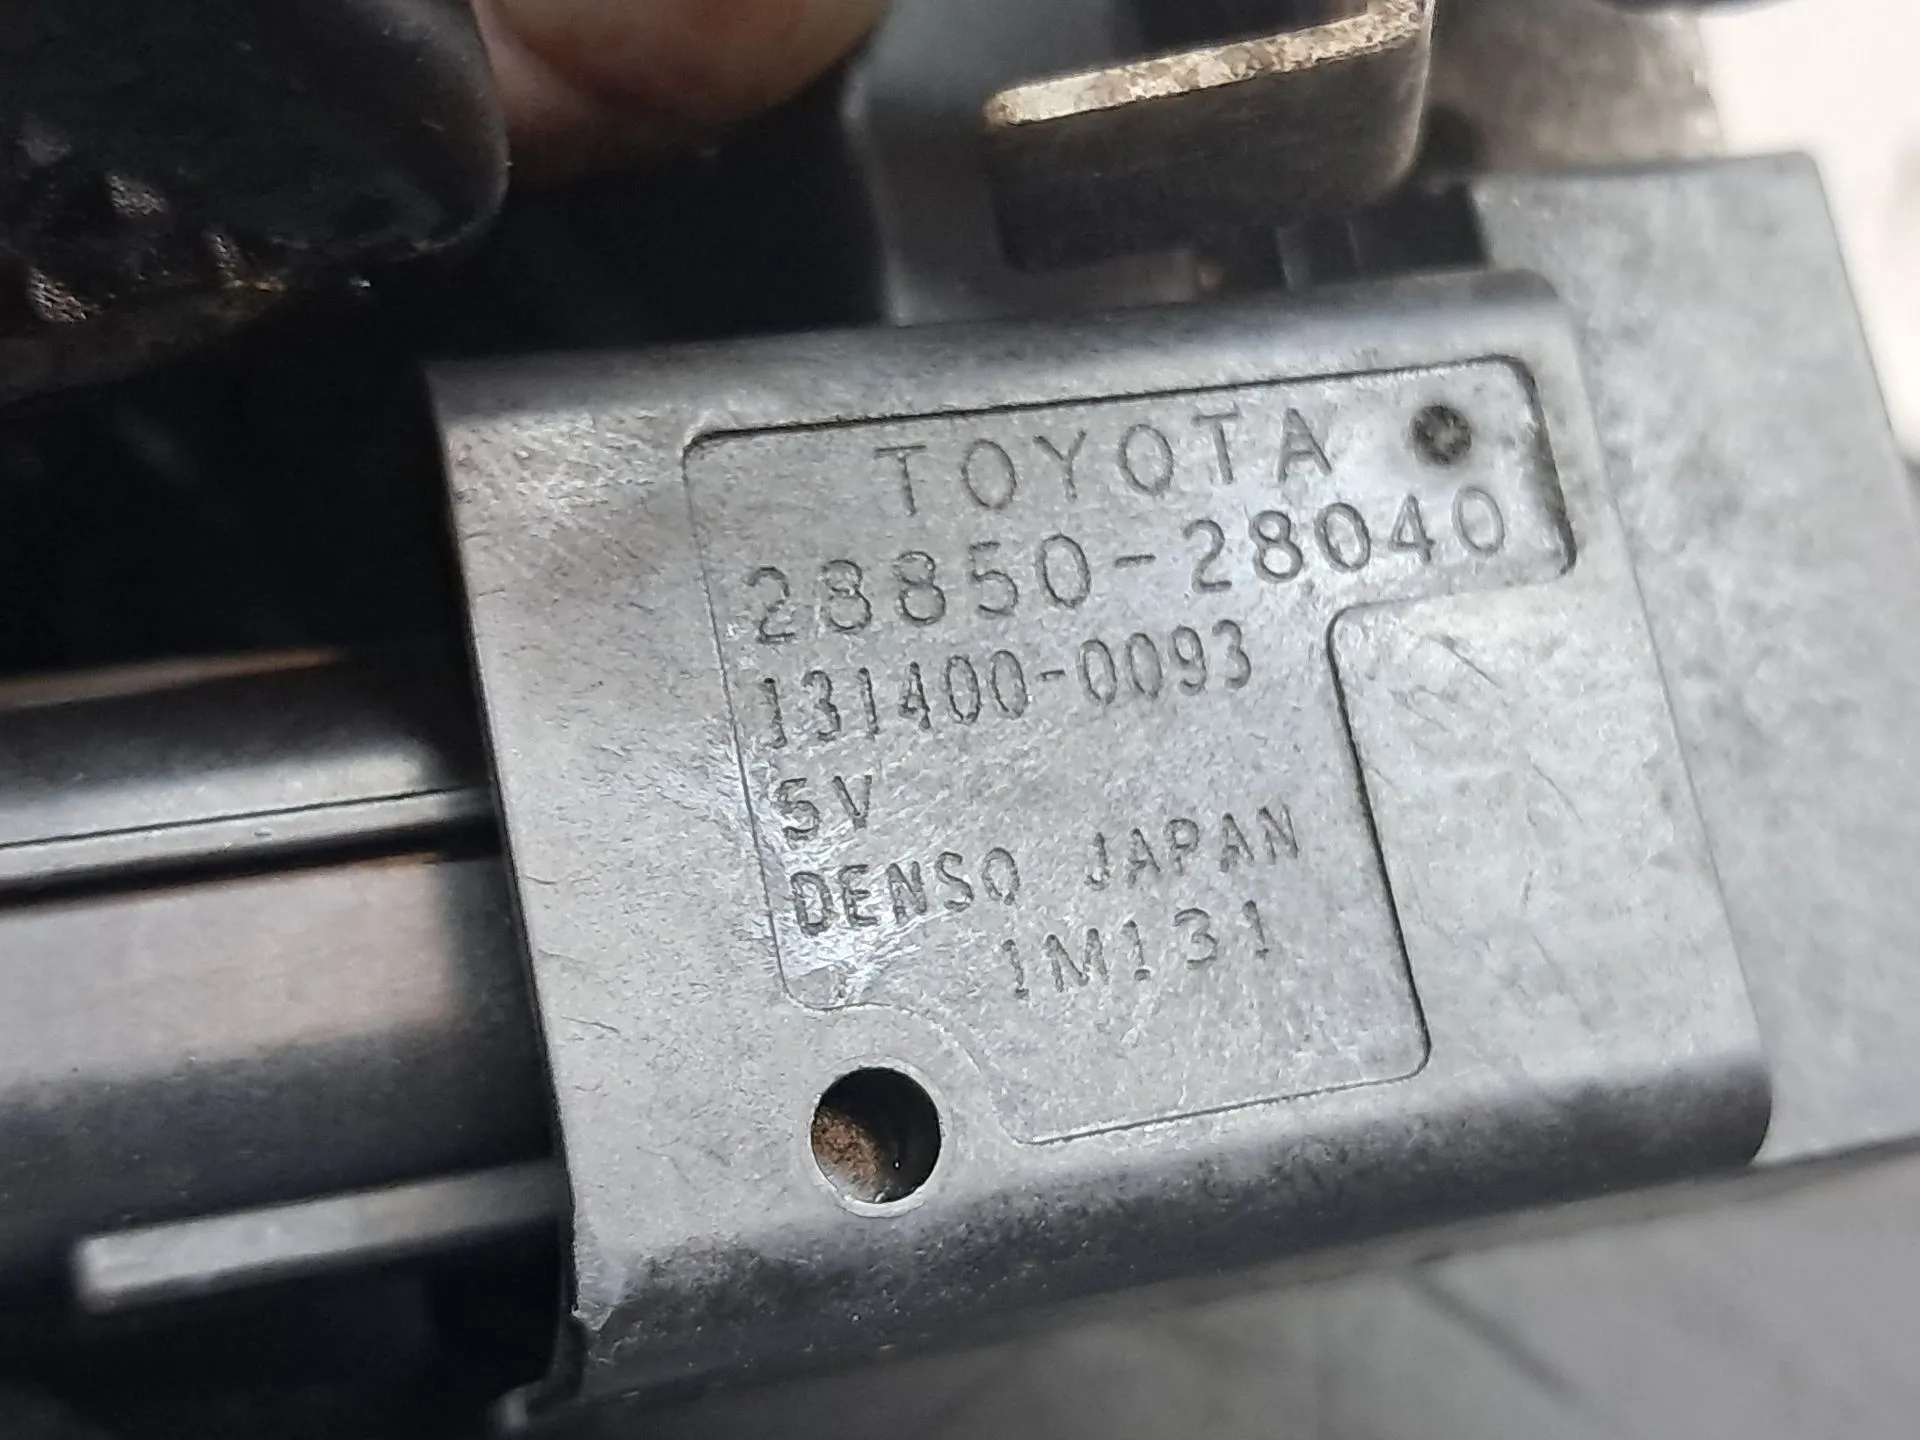 TOYOTA
28850-28040
131400-0093
5V
DENSO JAPAN
1M131